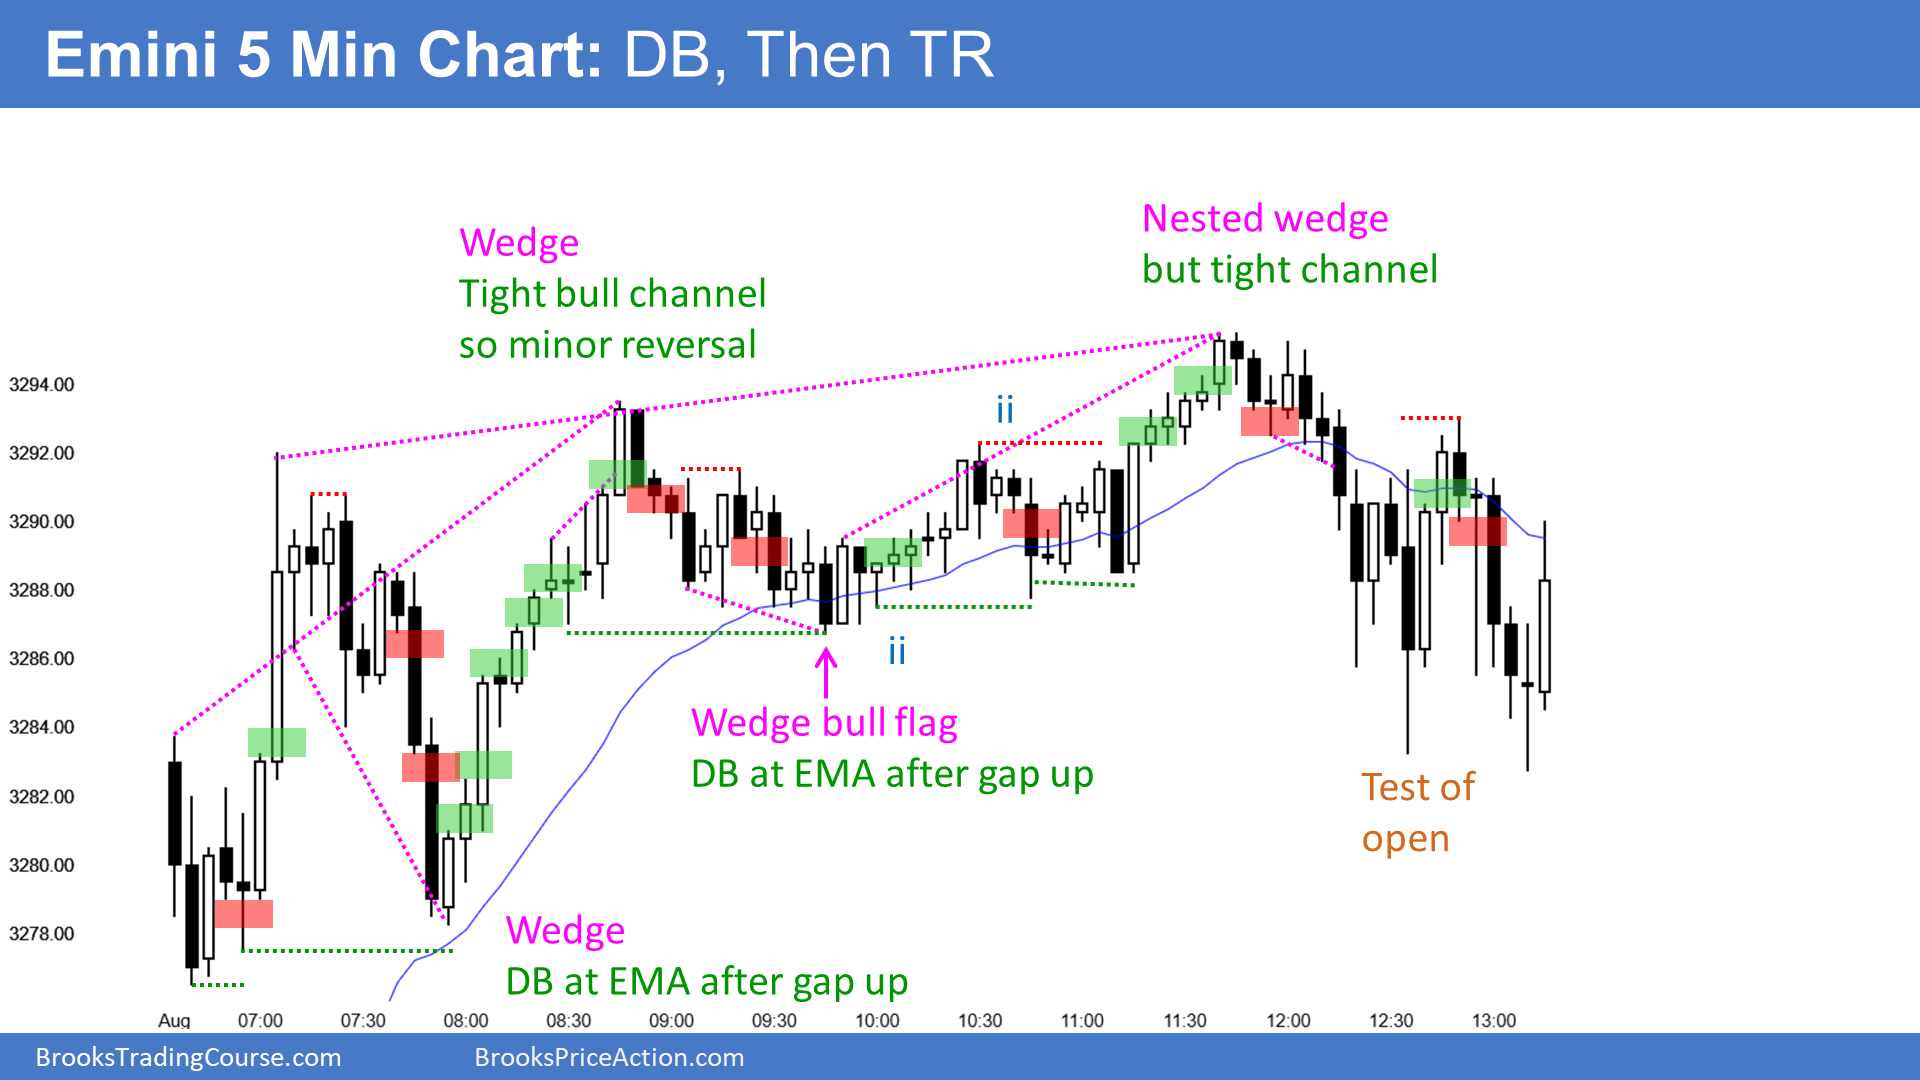 Emini 5 Min Chart: DB, Then TR
Nested wedge
but tight channel
Wedge
Tight bull channel
so minor reversal
3294.00
3292.00
3290.00
3288.00
3286.00
3284.00
3282.00
3280.00
3278.00
ii
ii
Wedge bull flag
DB at EMA after gap up
Test of
open
Wedge
DB at EMA after gap up
Aug 07:00 07:30 08:00 08:30 09:00 09:30 10:00 10:30 11:00 11:30 12:00 12:30 13:00
BrooksTradingCourse.com BrooksPriceAction.com